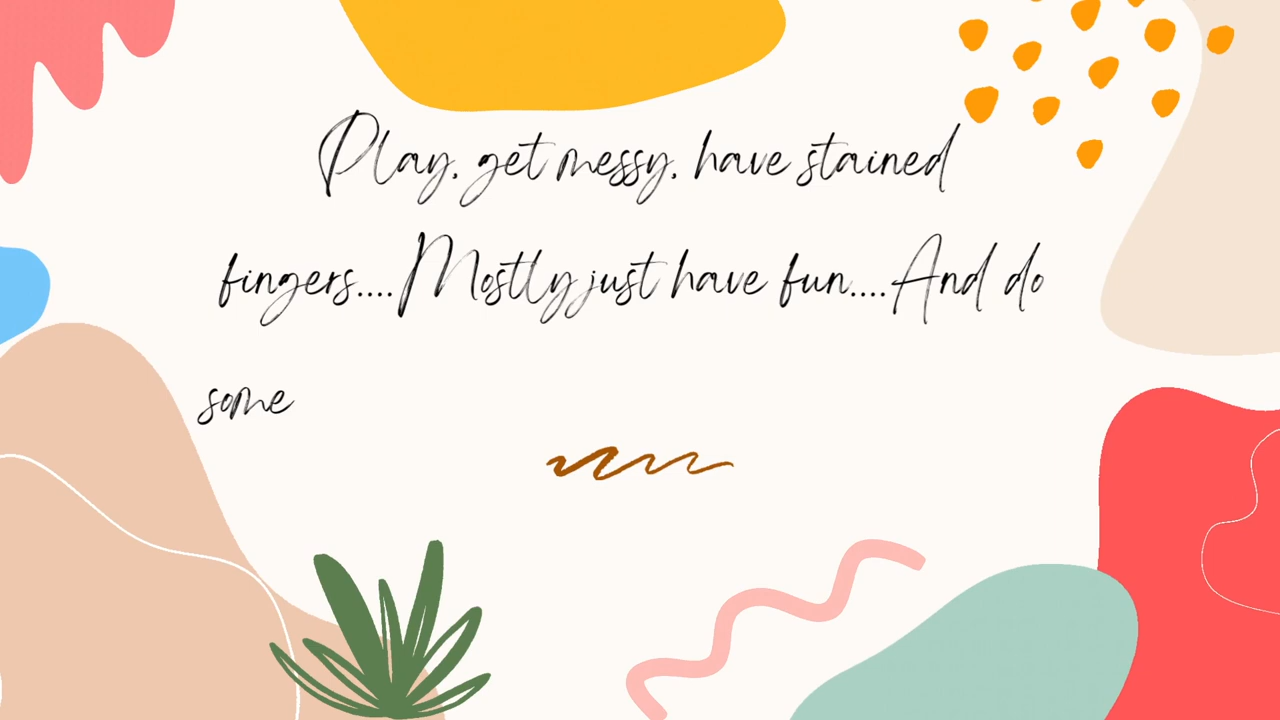 Play, get messy, have stained
fingers....Mostly just have fun....And do
some